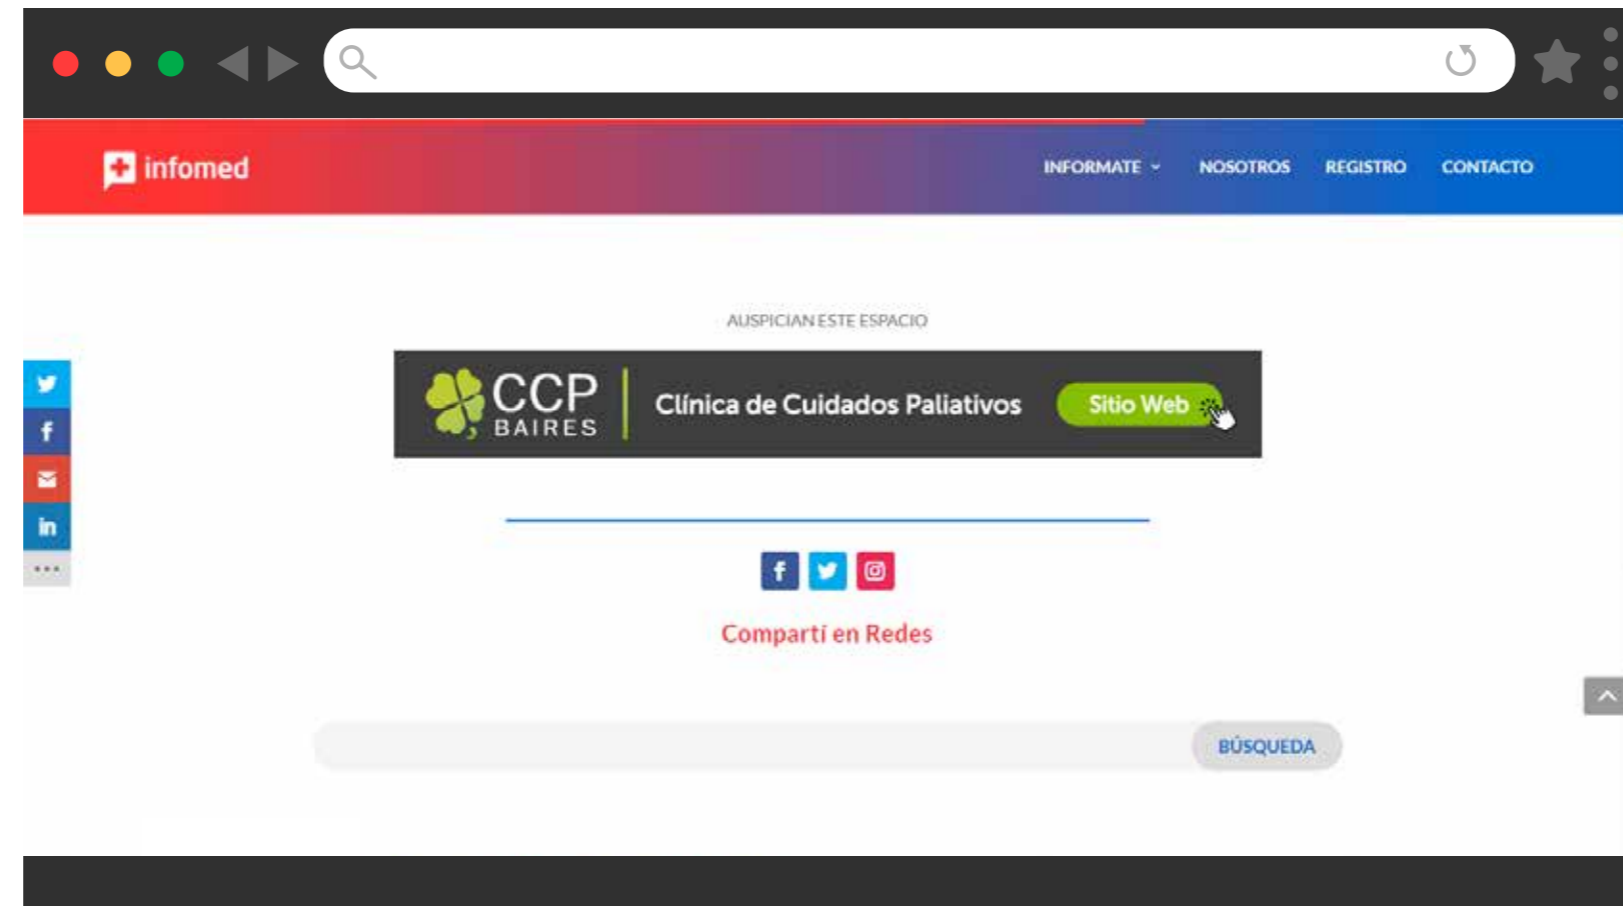 infomed
INFORMATE NOSOTROS REGISTRO CONTACTO
AUSPICIAN ESTE ESPACIO
CCP
BAIRES
Clínica de Cuidados Paliativos
Sitio Web
f
in
f
Compartí en Redes
BÚSQUEDA